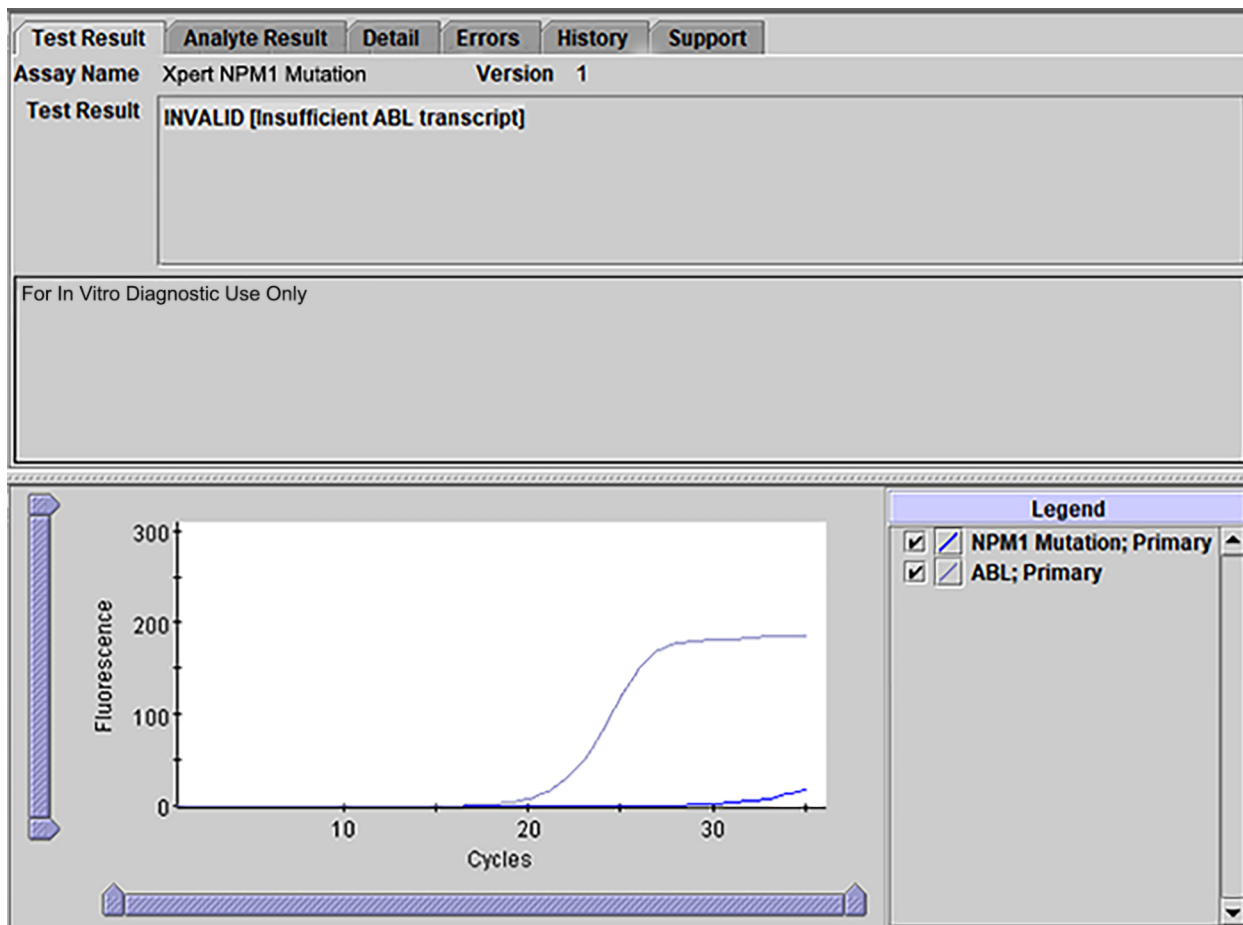 Test Result Analyte Result Detail Errors History Support
Assay Name Xpert NPM1 Mutation Version 1
Test Result INVALID [Insufficient ABL transcript]
For In Vitro Diagnostic Use Only
Legend
NPM1 Mutation; Primary
ABL; Primary
300
200
100
0
Fluorescence
10 20 30
Cycles